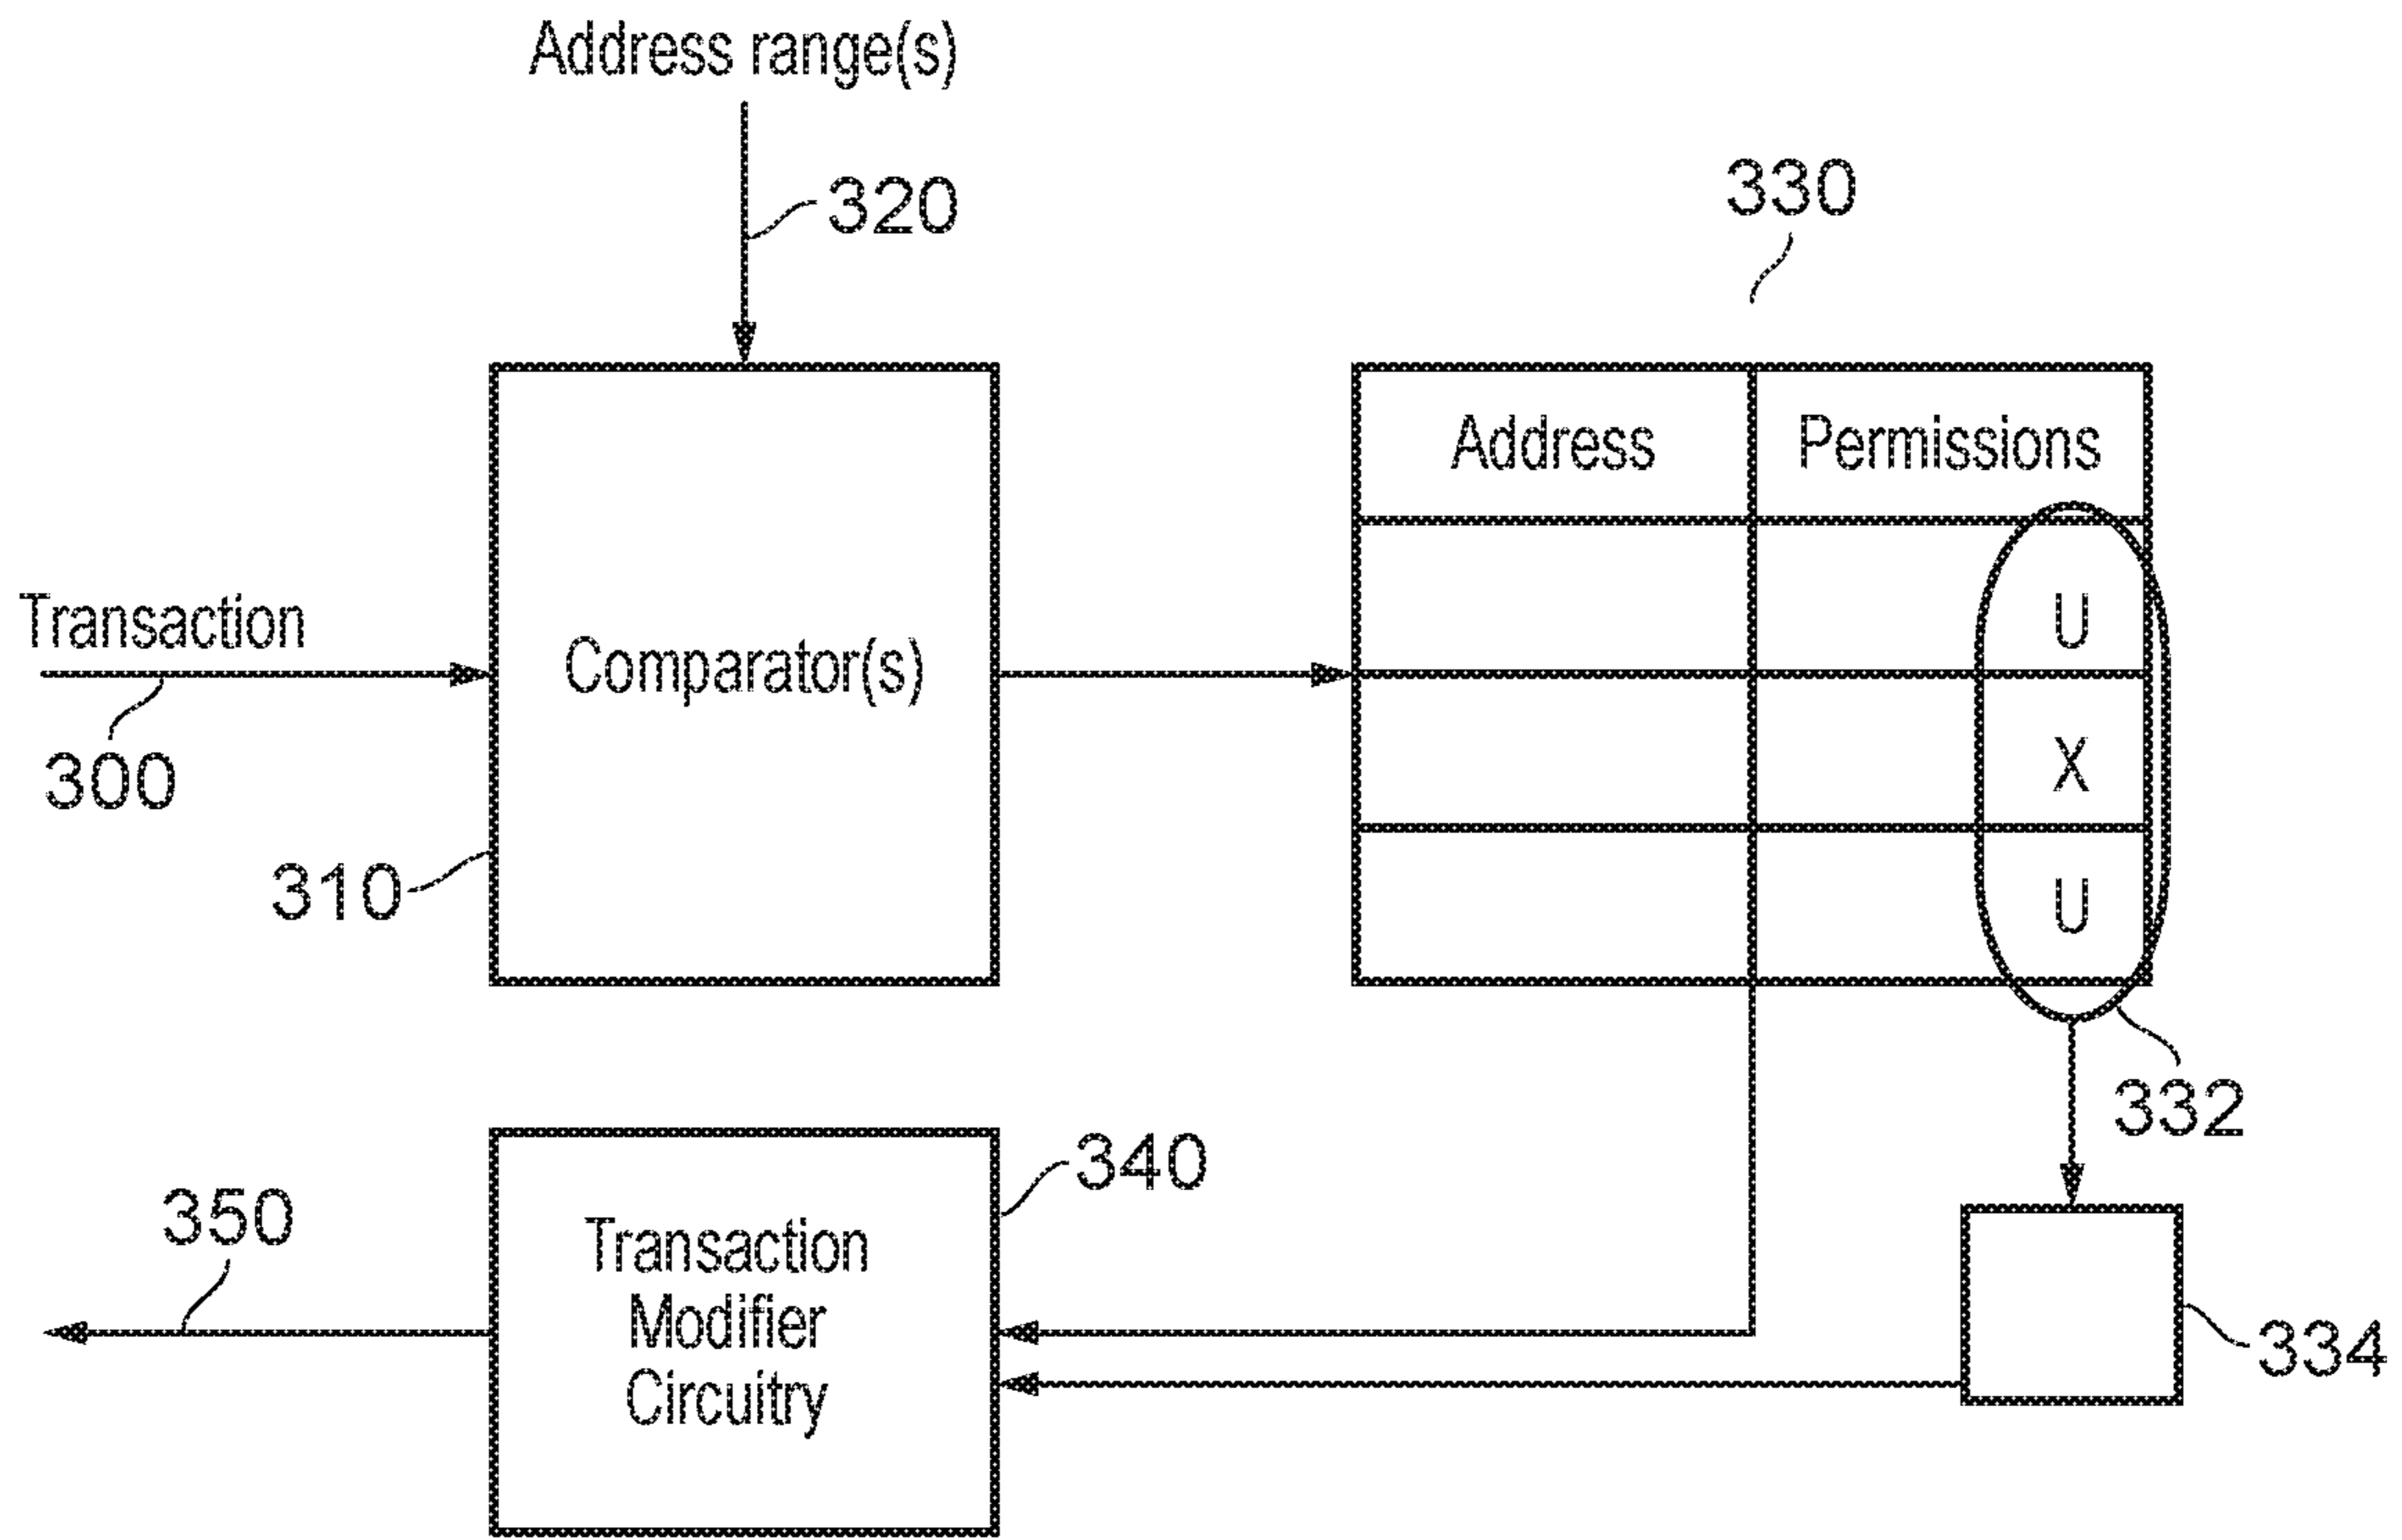 Address range(s)
320
330
Address Permissions
Transaction
U
Comparator(s)
300
X
310
U
332
340
350
Transaction
Modifier
Circuitry
334